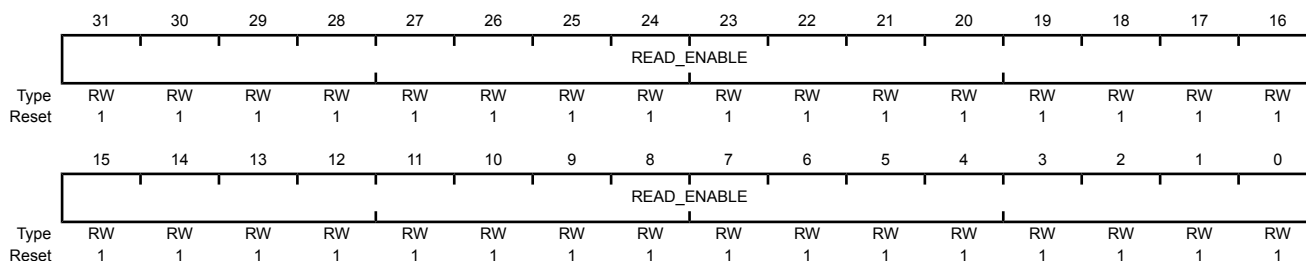 31 30 29 28 27 26 25 24 23 22 21 20 19 18 17 16
READ_ENABLE
Type RW RW RW RW RW RW RW RW RW RW RW RW RW RW RW RW
Reset 1 1 1 1 1 1 1 1 1 1 1 1 1 1 1 1
15 14 13 12 11 10 9 8 7 6 5 4 3 2 1 0
READ_ENABLE
Type RW RW RW RW RW RW RW RW RW RW RW RW RW RW RW RW
Reset 1 1 1 1 1 1 1 1 1 1 1 1 1 1 1 1